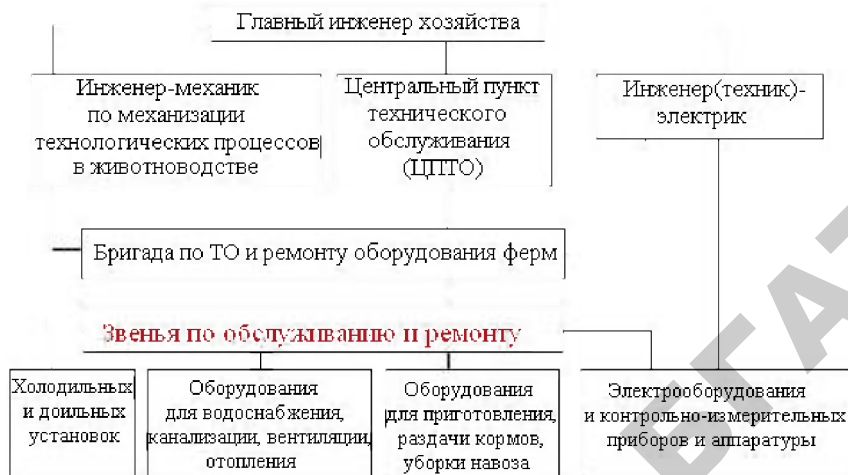 Главный инженер хозяйства
Инженер-механик
по механизации
технологических процессов
в животноводстве
Центральный пункт
технического
обслуживания
(ЦПТО)
Инженер(техник)-
электрик
Бригада по ТО и ремонту оборудования ферм
Звенья по обслуживанию и ремонту
Холодильных
и доильных
установок
Оборудования
для водоснабжения,
канализации, вентиляции,
отопления
Оборудования
для приготовления,
раздачи кормов,
уборки навоза
Электрооборудования
и контрольно-измерительных
приборов и аппаратуры
БГАТ